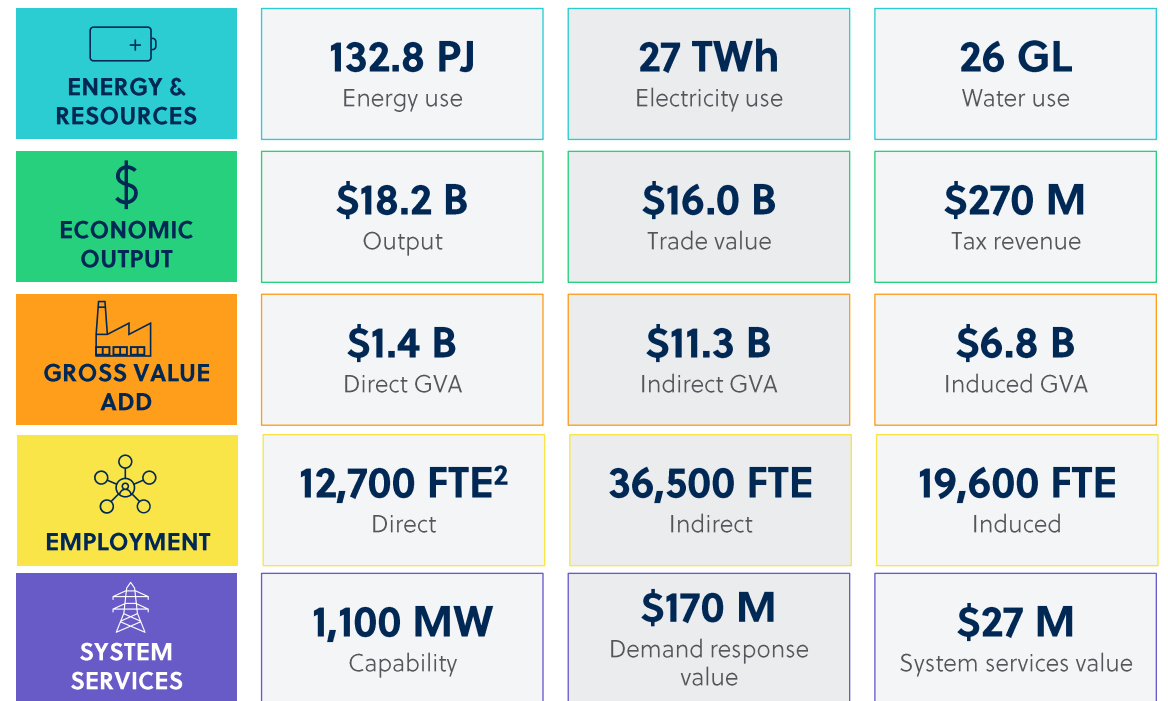 ENERGY &
RESOURCES
132.8 PJ
Energy use
27 TWh
Electricity use
26 GL
Water use
$
ECONOMIC
OUTPUT
$18.2 B
Output
$16.0 B
Trade value
$270 M
Tax revenue
GROSS VALUE
ADD
$1.4 B
Direct GVA
$11.3 B
Indirect GVA
$6.8 B
Induced GVA
EMPLOYMENT
12,700 FTE²
Direct
36,500 FTE
Indirect
19,600 FTE
Induced
SYSTEM
SERVICES
1,100 MW
Capability
$170 M
Demand response
value
$27 M
System services value